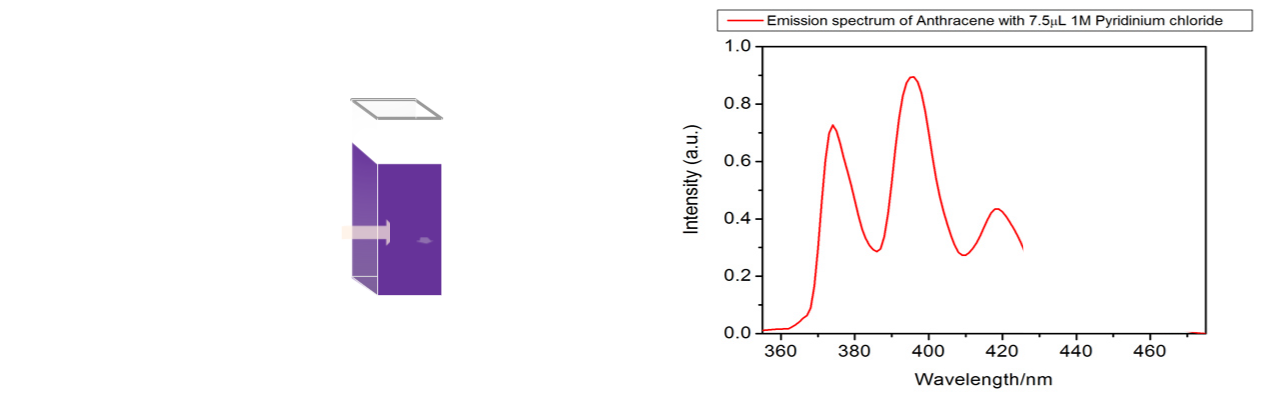 Emission spectrum of Anthracene with 7.5μL 1M Pyridinium chloride
1.0
0.8
0.6
0.4
0.2
0.0
Intensity (a.u.)
360 380 400 420 440 460
Wavelength/nm